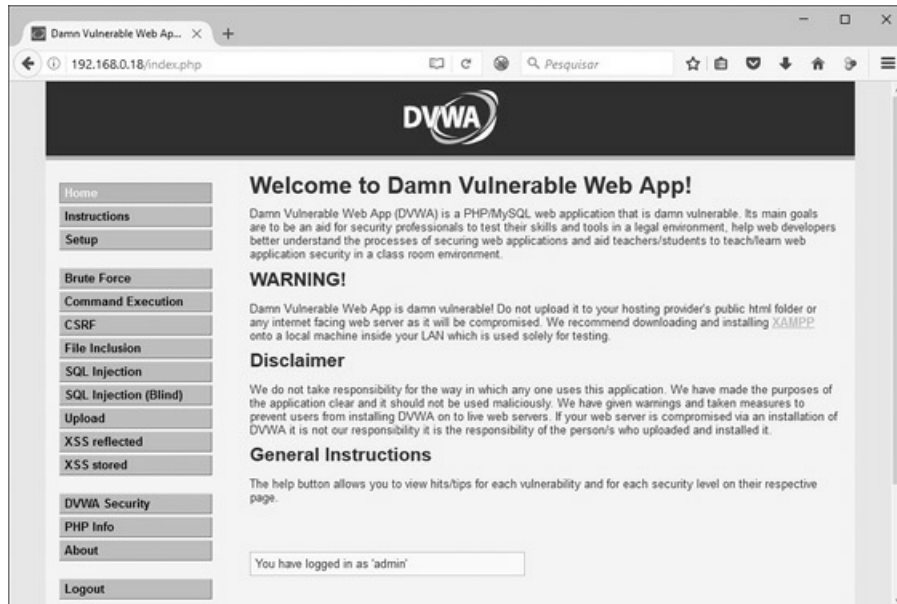 Damn Vulnerable Web Ap...
192.168.0.18/index.php
Pesquisar
DVWA
Home
Instructions
Setup
Brute Force
Command Execution
CSRF
File Inclusion
SQL Injection
SQL Injection (Blind)
Upload
XSS reflected
XSS stored
DVWA Security
PHP Info
About
Logout
Welcome to Damn Vulnerable Web App!
Damn Vulnerable Web App (DVWA) is a PHP/MySQL web application that is damn vulnerable. Its main goals
are to be an aid for security professionals to test their skills and tools in a legal environment, help web developers
better understand the processes of securing web applications and aid teachers/students to teach/learn web
application security in a class room environment.
WARNING!
Damn Vulnerable Web App is damn vulnerable! Do not upload it to your hosting provider's public html folder or
any internet facing web server as it will be compromised. We recommend downloading and installing XAMPP
onto a local machine inside your LAN which is used solely for testing.
Disclaimer
We do not take responsibility for the way in which any one uses this application. We have made the purposes of
the application clear and it should not be used maliciously. We have given warnings and taken measures to
prevent users from installing DVWA on to live web servers. If your web server is compromised via an installation of
DVWA it is not our responsibility it is the responsibility of the person/s who uploaded and installed it.
General Instructions
The help button allows you to view hits/tips for each vulnerability and for each security level on their respective
page.
You have logged in as 'admin'